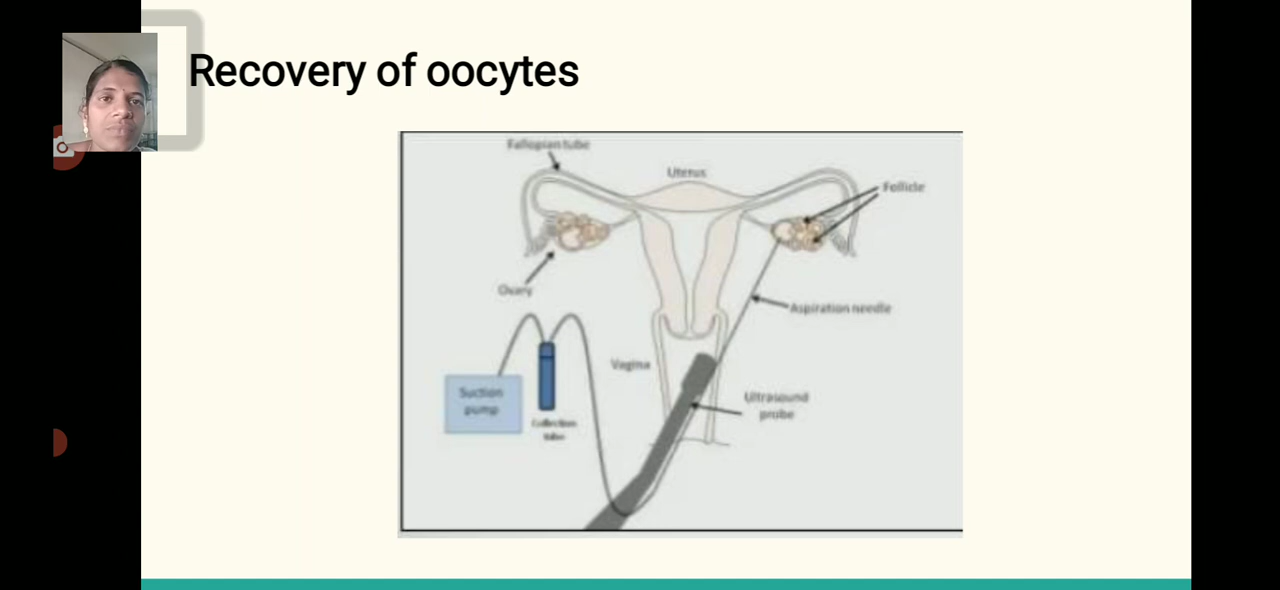 Recovery of oocytes
Fallopian tube
Uterus
Follicle
Ovary
Aspiration needle
Vagina
Suction
pump
Ultrasound
probe
Collection
tube